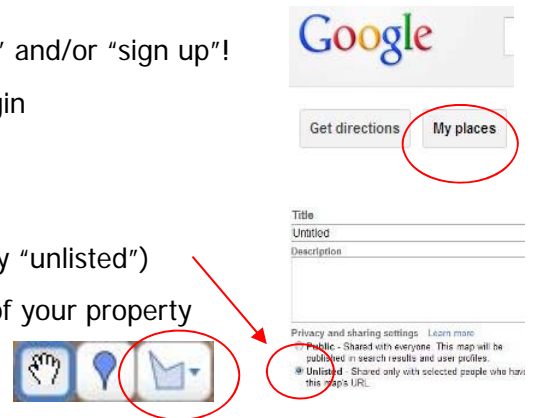 ” and/or “sign up”!
gin
y “unlisted”)
of your property
Google
Get directions
My places
Title
Untitled
Description
Privacy and sharing settings Learn more
Public - Shared with everyone. This map will be
published in search results and user profiles.
Unlisted - Shared only with selected people who have
this map's URL.